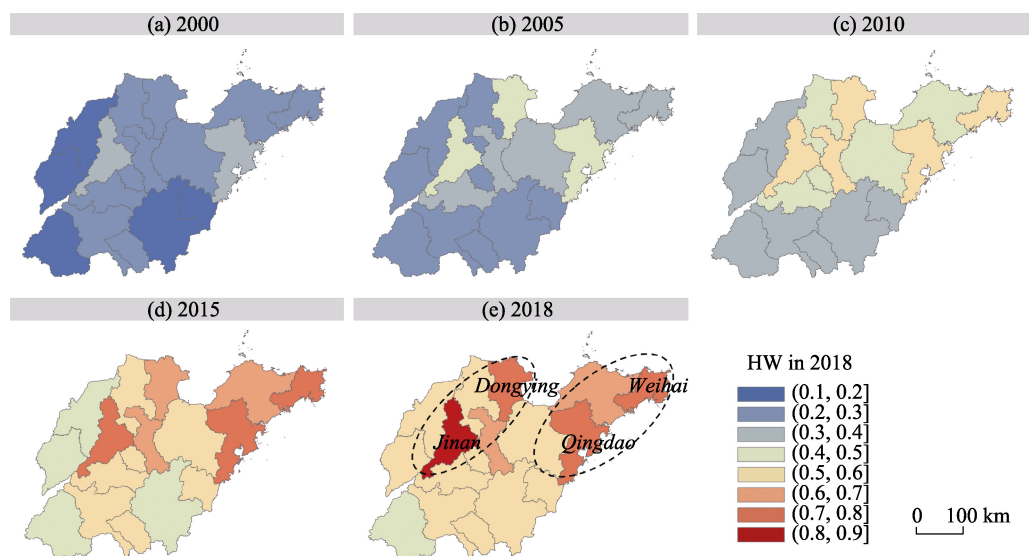 (a) 2000
(b) 2005
(c) 2010
(d) 2015
(e) 2018
Dongying
Weihai
Jinan
Qingdao
HW in 2018
(0.1, 0.2]
(0.2, 0.3]
(0.3, 0.4]
(0.4, 0.5]
(0.5, 0.6]
(0.6, 0.7]
(0.7, 0.8]
(0.8, 0.9]
0 100 km